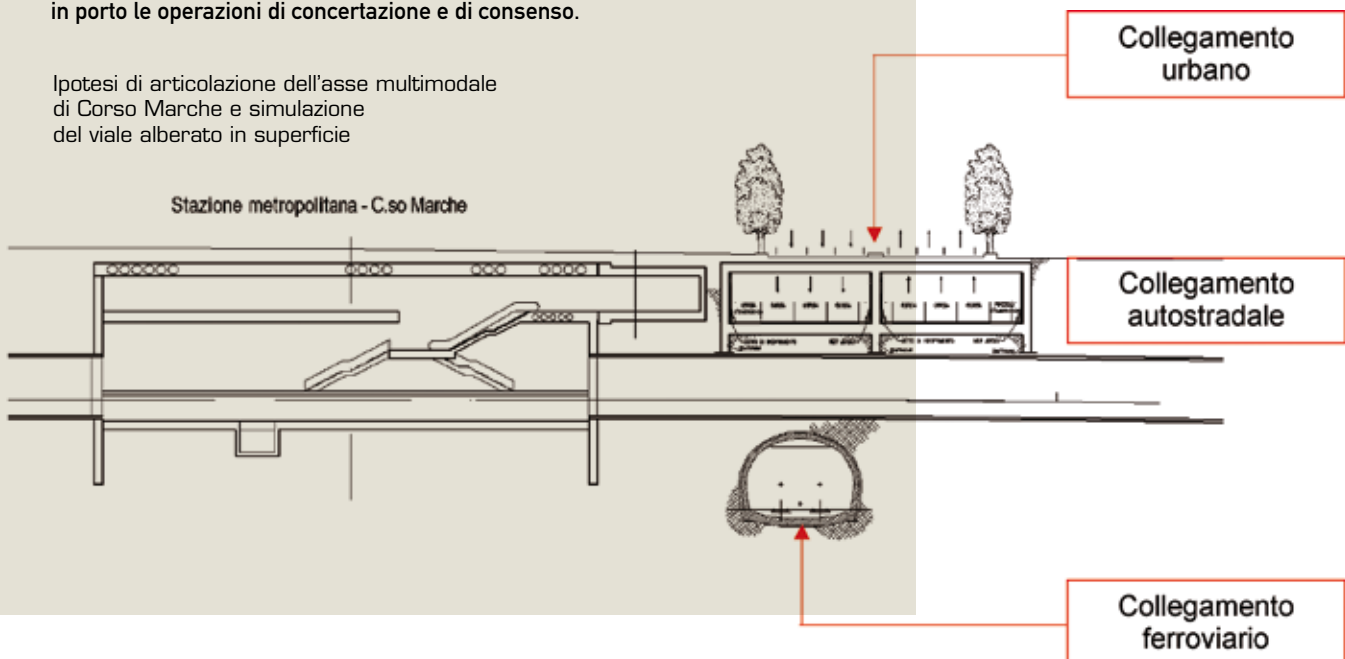 in porto le operazioni di concertazione e di consenso.
Ipotesi di articolazione dell'asse multimodale
di Corso Marche e simulazione
del viale alberato in superficie
Stazione metropolitana - C.so Marche
Collegamento
urbano
Collegamento
autostradale
Collegamento
ferroviario